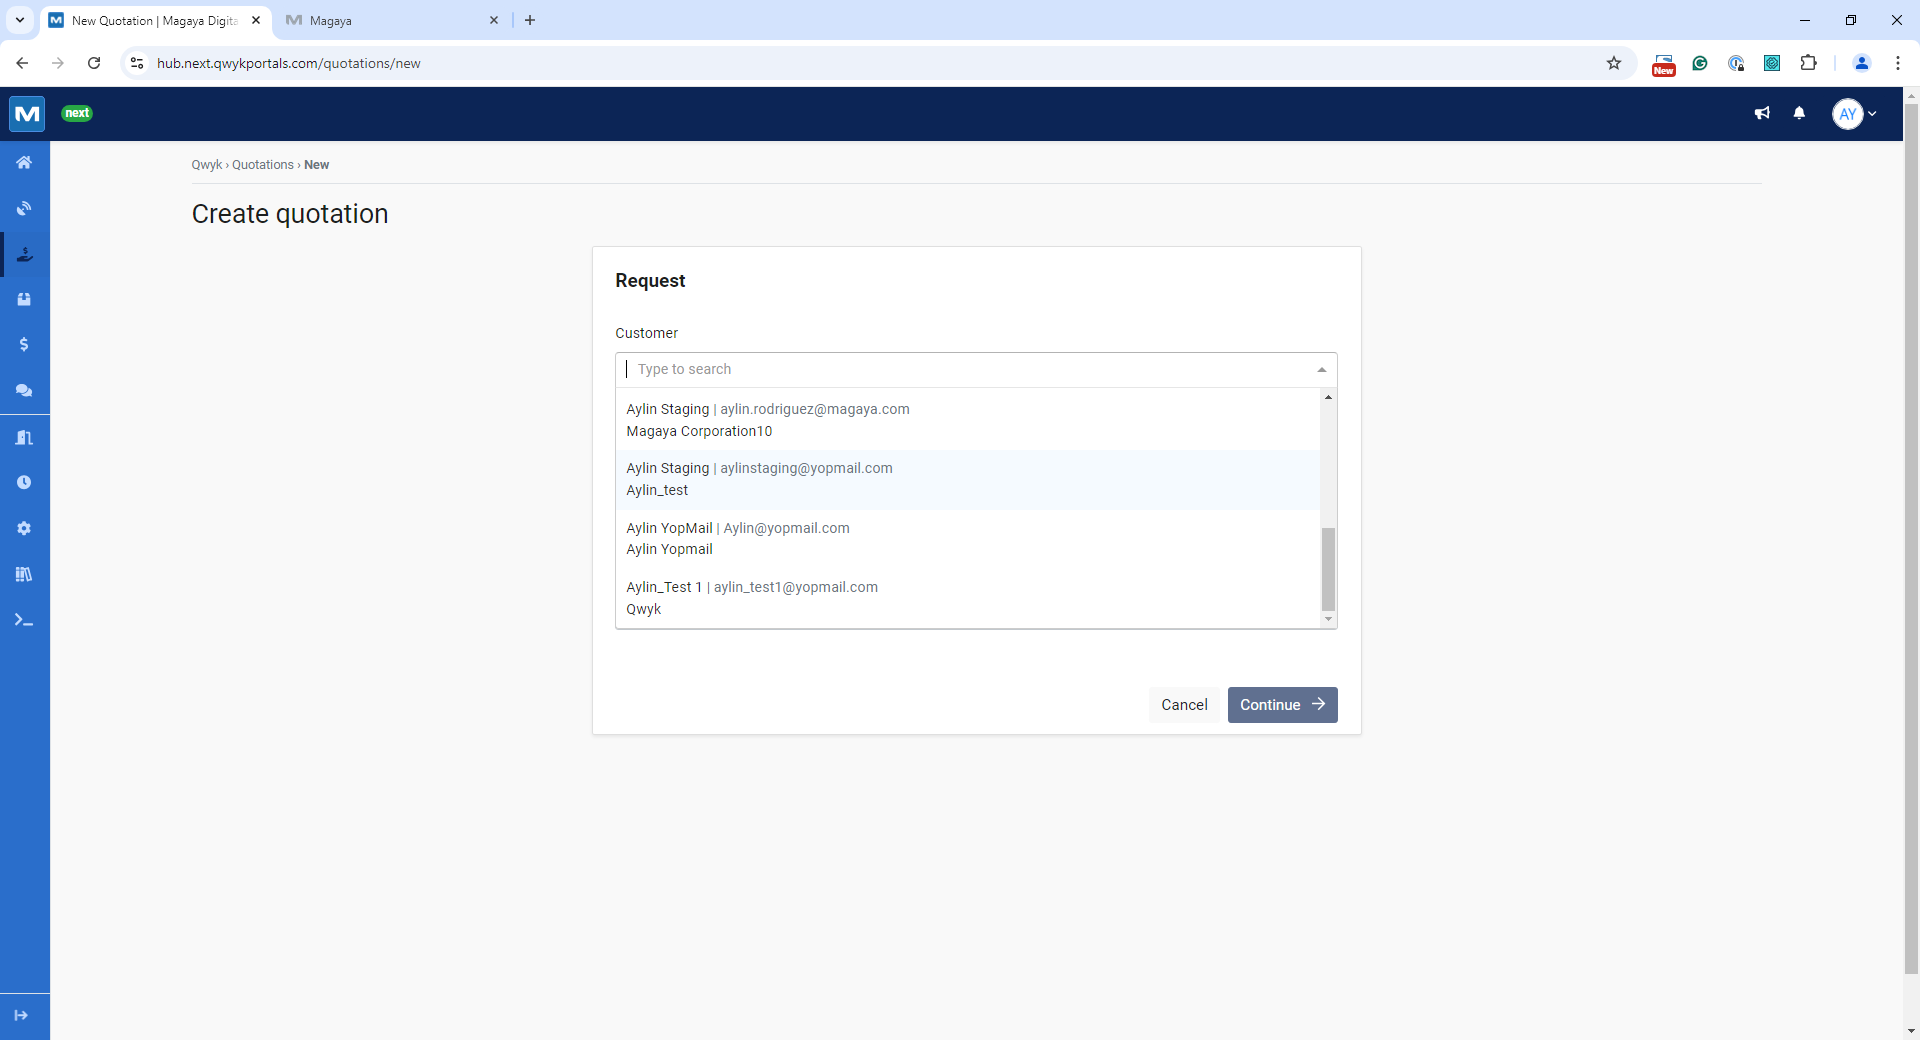 New Quotation | Magaya Digita
Magaya
hub.next.qwykportals.com/quotations/new
New
next
AY
Qwyk › Quotations › New
Create quotation
Request
Customer
Type to search
Aylin Staging | aylin.rodriguez@magaya.com
Magaya Corporation10
Aylin Staging | aylinstaging@yopmail.com
Aylin_test
Aylin YopMail | Aylin@yopmail.com
Aylin Yopmail
Aylin_Test 1 | aylin_test1@yopmail.com
Qwyk
Cancel
Continue